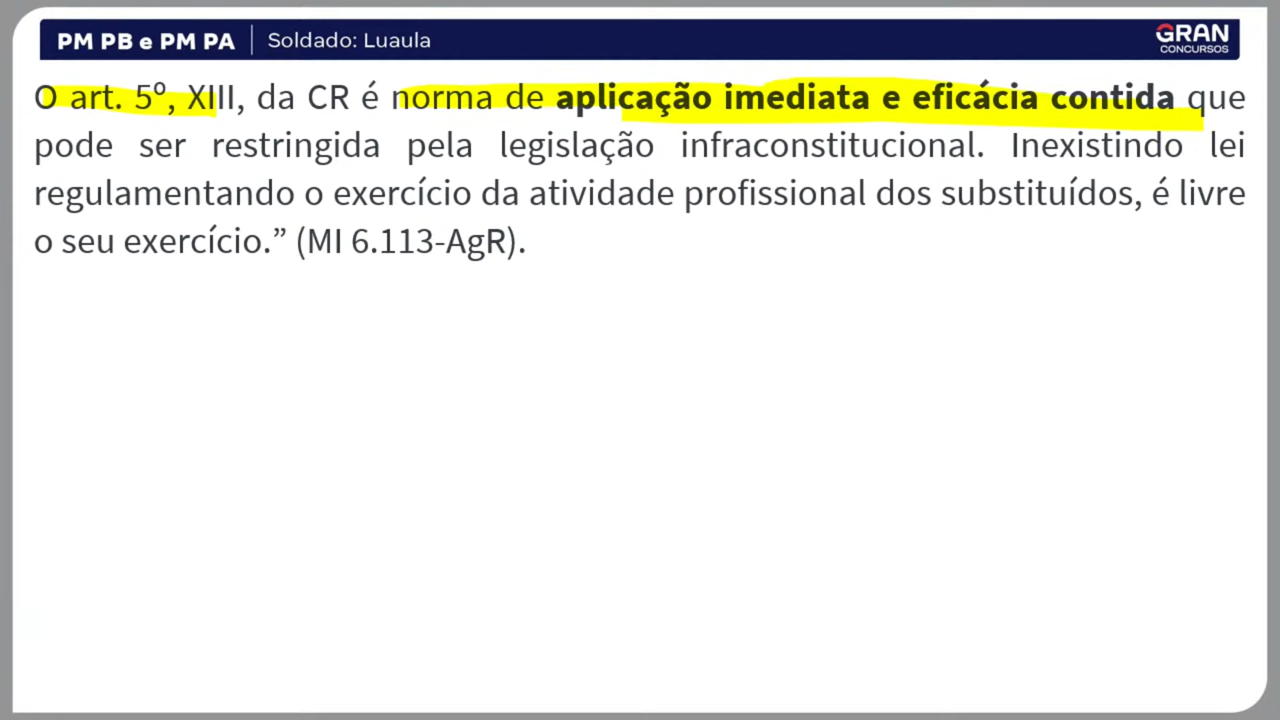 PM PB e PM PA | Soldado: Luaula
GRAN
CONCURSOS
O art. 5º, XIII, da CR é norma de aplicação imediata e eficácia contida que
pode ser restringida pela legislação infraconstitucional. Inexistindo lei
regulamentando o exercício da atividade profissional dos substituídos, é livre
o seu exercício.” (MI 6.113-AgR).